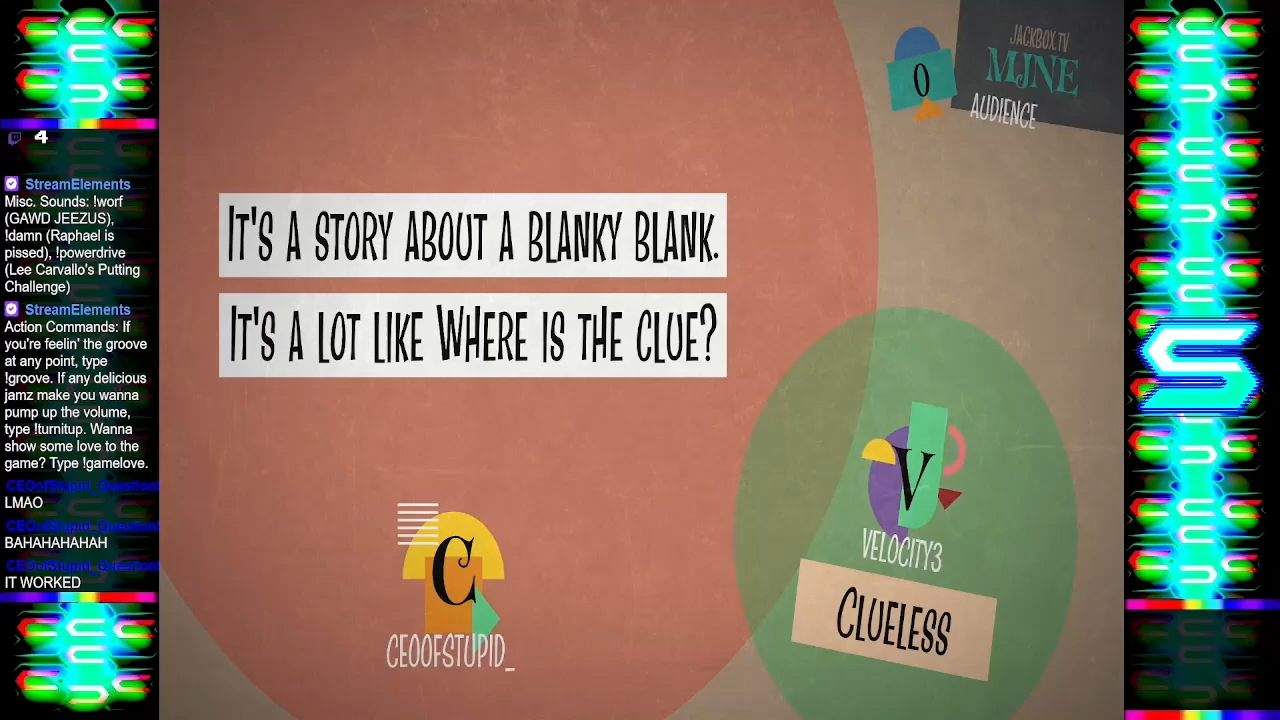 4
StreamElements
Misc. Sounds: !worf
(GAWD JEEZUS),
!damn (Raphael is
pissed), !powerdrive
(Lee Carvallo's Putting
Challenge)
StreamElements
Action Commands: If
you're feelin' the groove
at any point, type
!groove. If any delicious
jamz make you wanna
pump up the volume,
type !turnitup. Wanna
show some love to the
game? Type !gamelove.
CEOofStupid_Question
LMAO
CEOofStupid_Question
BAHAHAHAHAH
CEOofStupid_Question
IT WORKED
IT'S A STORY ABOUT A BLANKY BLANK.
IT'S A LOT LIKE WHERE IS THE CLUE?
C
CEOOFSTUPID_
0
AUDIENCE
JACKBOX.TV
MJNE
V
VELOCITY3
CLUELESS
S